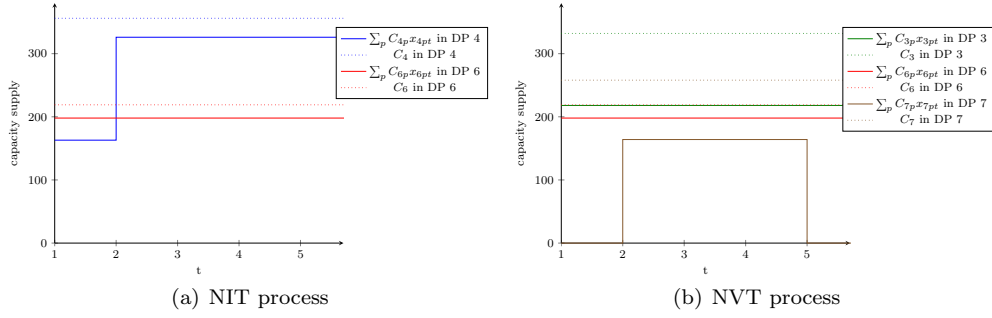 capacity supply
300
200
100
0
1
2
3
4
5
t
∑p C4px4pt in DP 4
C4 in DP 4
∑p C6px6pt in DP 6
C6 in DP 6
(a) NIT process
capacity supply
300
200
100
0
1
2
3
4
5
t
∑p C3px3pt in DP 3
C3 in DP 3
∑p C6px6pt in DP 6
C6 in DP 6
∑p C7px7pt in DP 7
C7 in DP 7
(b) NVT process